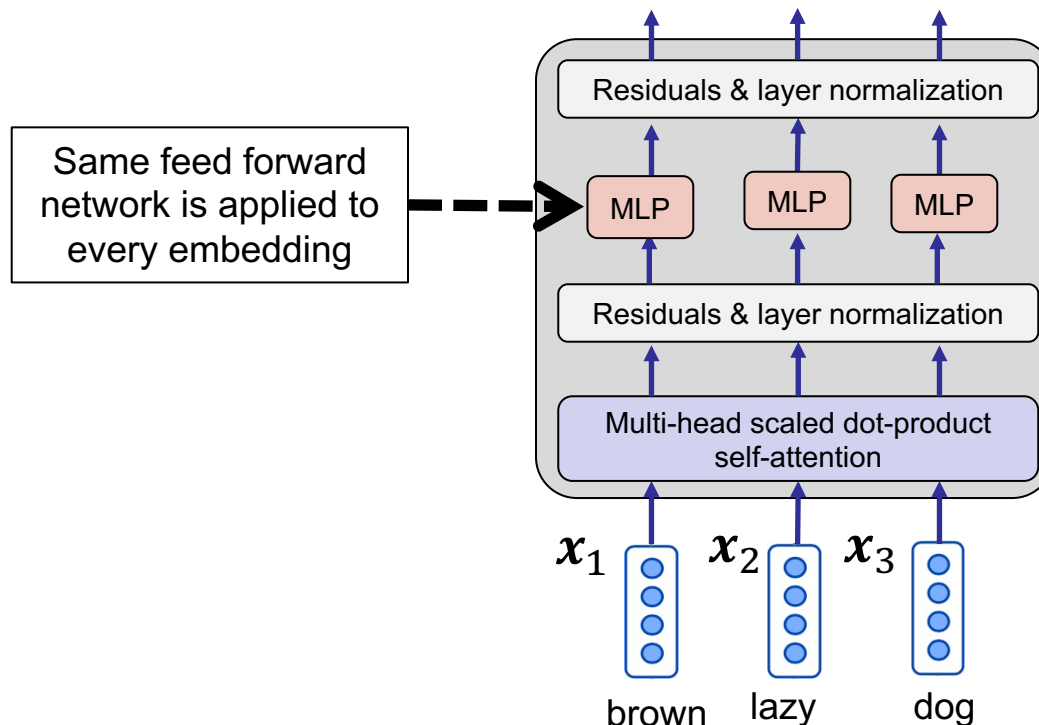 Residuals & layer normalization
Same feed forward
network is applied to
every embedding
MLP
MLP
MLP
Residuals & layer normalization
Multi-head scaled dot-product
self-attention
x₁
x₂
x₃
brown
lazy
dog